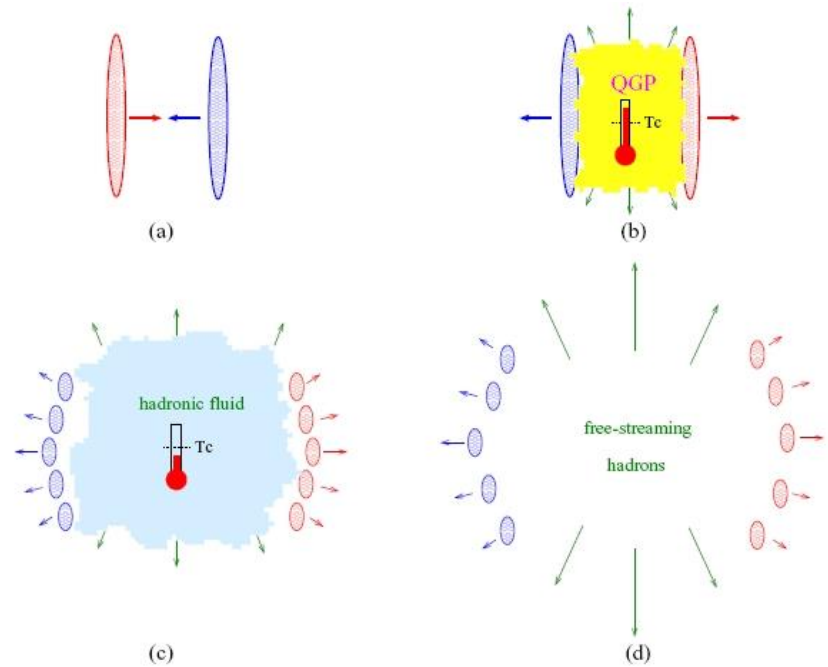 (a)
QGP
Tc
(b)
hadronic fluid
Tc
(c)
free-streaming
hadrons
(d)